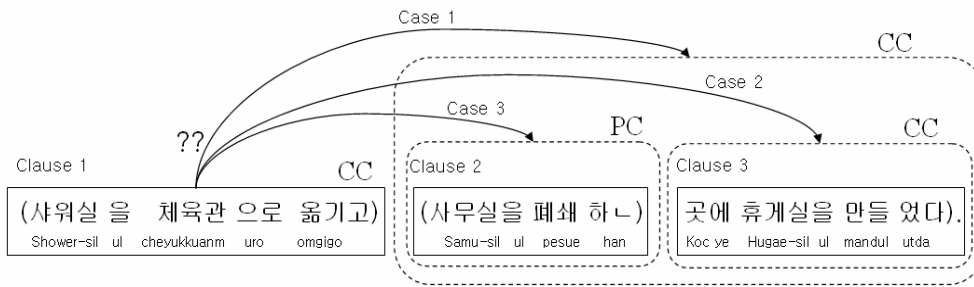 Case 1
CC
Case 2
Case 3
??
PC
CC
Clause 1
CC
Clause 2
Clause 3
(샤워실 을 체육관 으로 옮기고)
(사무실을 폐쇄 하ㄴ)
곳에 휴게실을 만들 었다).
Shower-sil ul cheyukkuanm uro omgigo
Samu-sil ul pesue han
Koc ye Hugae-sil ul mandul utda